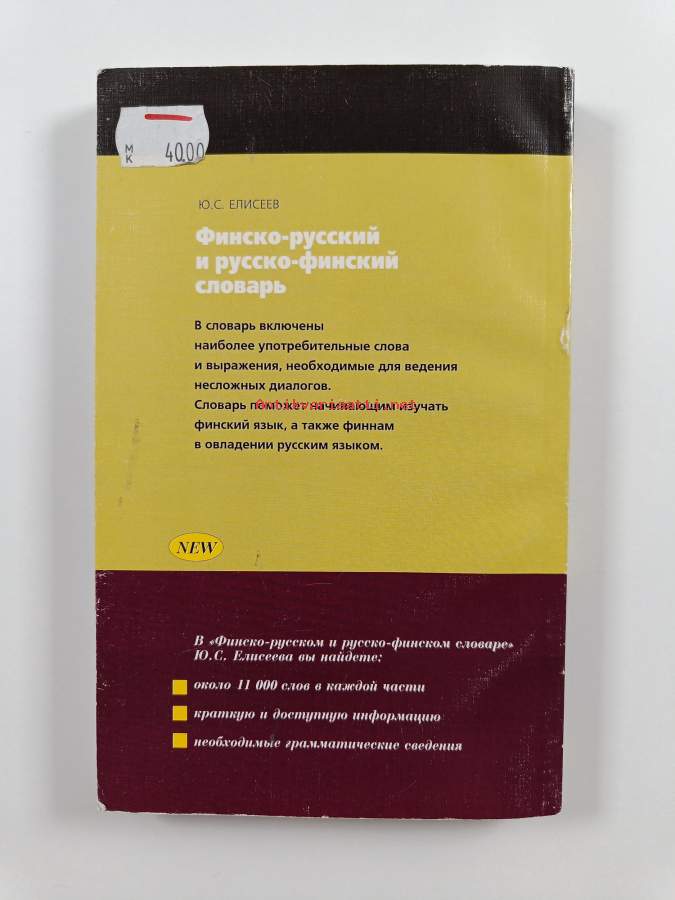 М
К 40.00
Ю.С. ЕЛИСЕЕВ
Финско-русский
и русско-финский
словарь
В словарь включены
наиболее употребительные слова
и выражения, необходимые для ведения
несложных диалогов.
Словарь поможет начинающим изучать
Antikvariaatti.net
финский язык, а также финнам
в овладении русским языком.
NEW
В «Финско-русском и русско-финском словаре»
Ю.С. Елисеева вы найдете:
около 11 000 слов в каждой части
краткую и доступную информацию
необходимые грамматические сведения